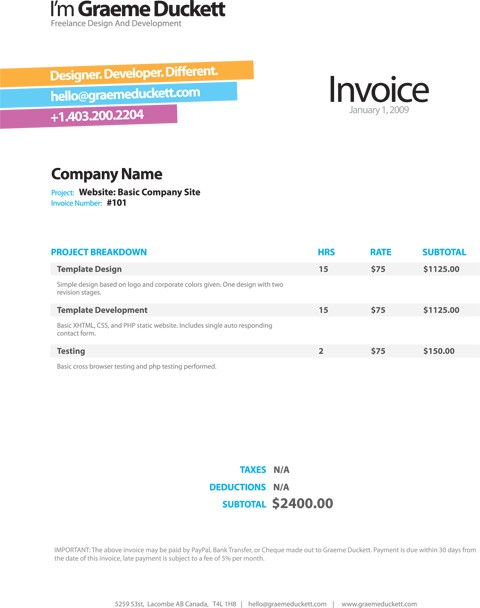 I'm Graeme Duckett
Freelance Design And Development
Designer. Developer. Different.
hello@graemeduckett.com
+1.403.200.2204
Invoice
January 1, 2009
Company Name
Project: Website: Basic Company Site
Invoice Number: #101
PROJECT BREAKDOWN HRS RATE SUBTOTAL
Template Design 15 $75 $1125.00
Simple design based on logo and corporate colors given. One design with two
revision stages.
Template Development 15 $75 $1125.00
Basic XHTML, CSS, and PHP static website. Includes single auto responding
contact form.
Testing 2 $75 $150.00
Basic cross browser testing and php testing performed.
TAXES N/A
DEDUCTIONS N/A
SUBTOTAL $2400.00
IMPORTANT: The above invoice may be paid by PayPal, Bank Transfer, or Cheque made out to Graeme Duckett. Payment is due within 30 days from
the date of this invoice, late payment is subject to a fee of 5% per month.
5259 53st, Lacombe AB Canada, T4L 1H8 | hello@graemeduckett.com | www.graemeduckett.com